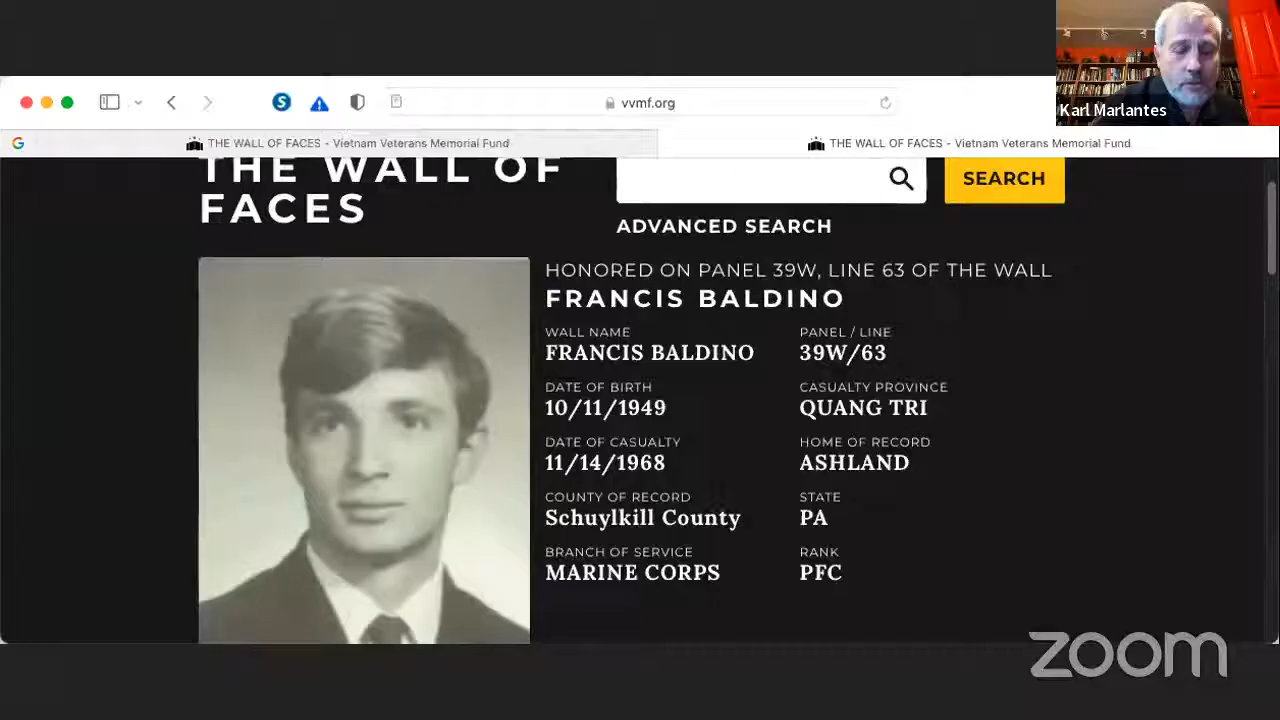 Karl Marlantes
vvmf.org
THE WALL OF FACES - Vietnam Veterans Memorial Fund
THE WALL OF FACES - Vietnam Veterans Memorial Fund
THE WALL OF
FACES
SEARCH
ADVANCED SEARCH
HONORED ON PANEL 39W, LINE 63 OF THE WALL
FRANCIS BALDINO
WALL NAME
FRANCIS BALDINO
PANEL / LINE
39W/63
DATE OF BIRTH
10/11/1949
CASUALTY PROVINCE
QUANG TRI
DATE OF CASUALTY
11/14/1968
HOME OF RECORD
ASHLAND
COUNTY OF RECORD
Schuylkill County
STATE
PA
BRANCH OF SERVICE
MARINE CORPS
RANK
PFC
zoom